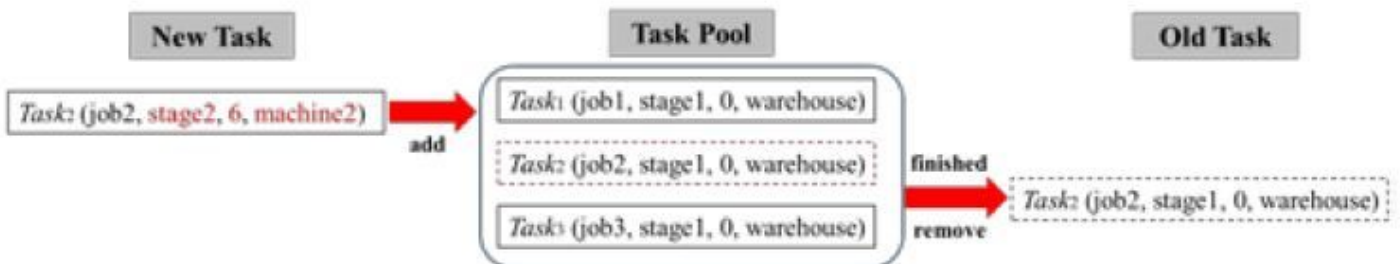 New Task
Task2 (job2, stage2, 6, machine2)
add
Task Pool
Task1 (job1, stage1, 0, warehouse)
Task2 (job2, stage1, 0, warehouse)
Task3 (job3, stage1, 0, warehouse)
finished
remove
Old Task
Task2 (job2, stage1, 0, warehouse)